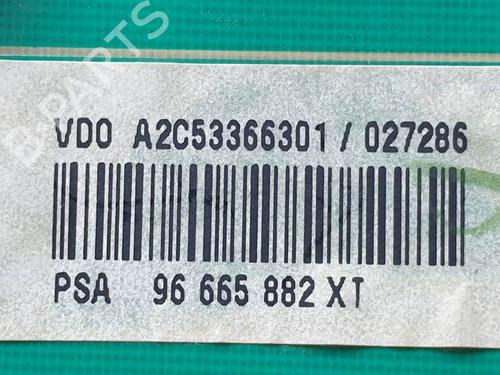 B-PARTS
VDO A2C53366301 / 027286
PSA 96 665 882 XT